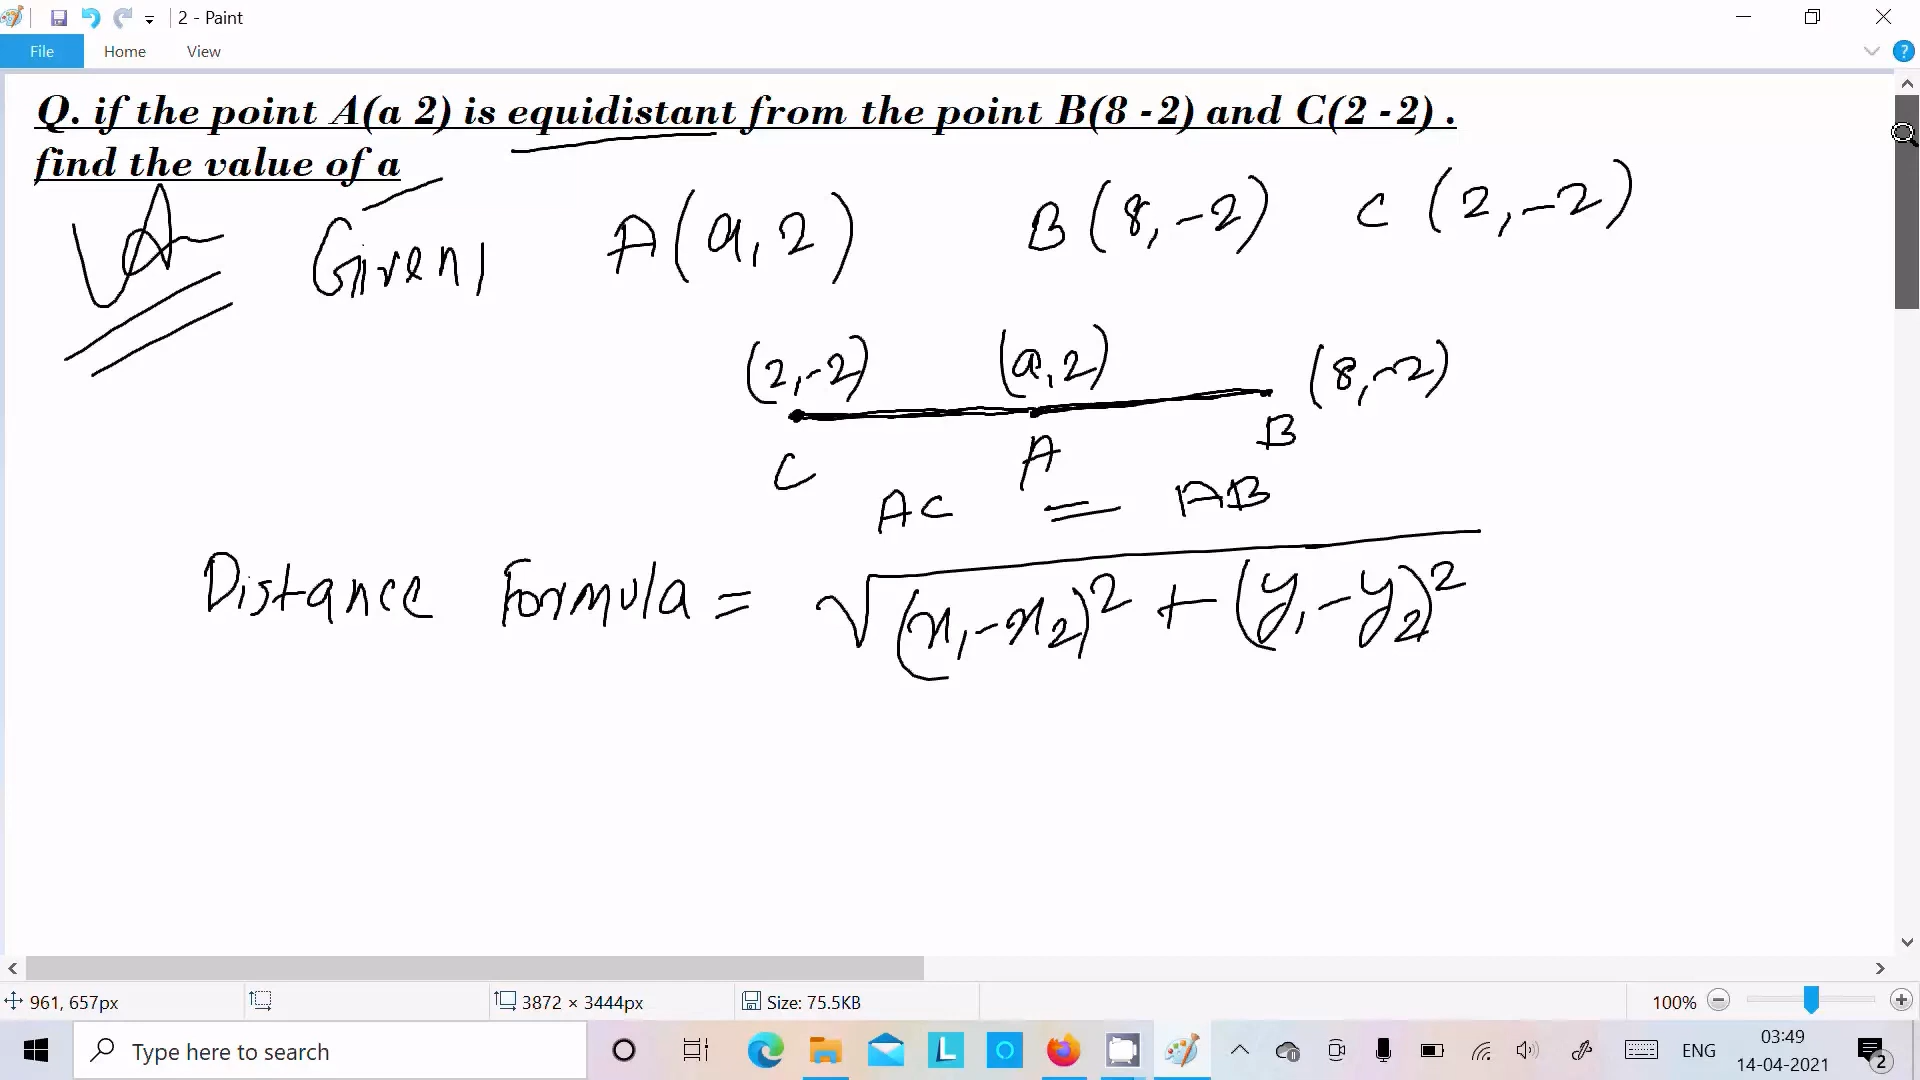 2 - Paint
File Home View
Q. if the point A(a 2) is equidistant from the point B(8 -2) and C(2 -2) .
find the value of a
Given, A(a, 2) B(8, -2) C(2, -2)
(2, -2) (a, 2) (8, -2)
C A B
AC = AB
Distance Formula = √(x₁-x₂)² + (y₁-y₂)²
961, 657px 3872 × 3444px Size: 75.5KB 100%
Type here to search
ENG 03:49
14-04-2021 2